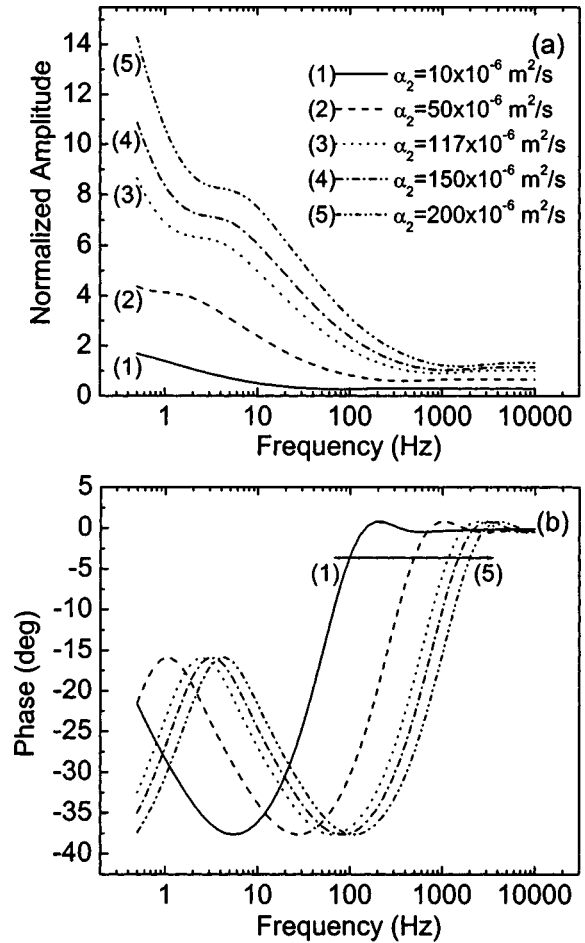 (a)
14
12
10
8
6
4
2
0
Normalized Amplitude
(5)
(4)
(3)
(2)
(1)
(1) α₂=10x10⁻⁶ m²/s
(2) α₂=50x10⁻⁶ m²/s
(3) α₂=117x10⁻⁶ m²/s
(4) α₂=150x10⁻⁶ m²/s
(5) α₂=200x10⁻⁶ m²/s
1 10 100 1000 10000
Frequency (Hz)
(b)
5
0
-5
-10
-15
-20
-25
-30
-35
-40
Phase (deg)
(1) (5)
1 10 100 1000 10000
Frequency (Hz)